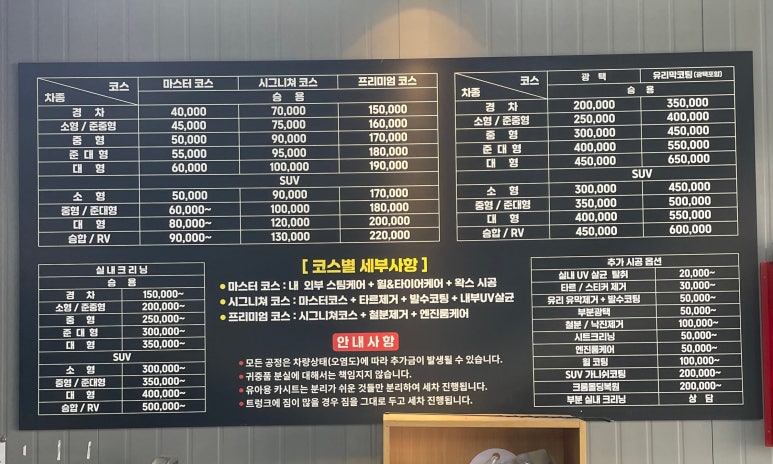 코스 마스터 코스 시그니쳐 코스 프리미엄 코스
차종 승 용
경 차 40,000 70,000 150,000
소형 / 준중형 45,000 75,000 160,000
중 형 50,000 90,000 170,000
준 대 형 55,000 95,000 180,000
대 형 60,000 100,000 190,000
SUV
소 형 50,000 90,000 170,000
중형 / 준대형 60,000~ 100,000 180,000
대 형 80,000~ 120,000 200,000
승합 / RV 90,000~ 130,000 220,000
코스 광 택 유리막코팅 (광택포함)
차종 승 용
경 차 200,000 350,000
소형 / 준중형 250,000 400,000
중 형 300,000 450,000
준 대 형 400,000 550,000
대 형 450,000 650,000
SUV
소 형 300,000 450,000
중형 / 준대형 350,000 500,000
대 형 400,000 550,000
승합 / RV 450,000 600,000
실 내 크 리 닝
승 용
경 차 150,000~
소형 / 준중형 200,000~
중 형 250,000~
준 대 형 300,000~
대 형 350,000~
SUV
소 형 300,000~
중형 / 준대형 350,000~
대 형 400,000~
승합 / RV 500,000~
[ 코스별 세부사항 ]
마스터 코스 : 내 외부 스팀케어 + 휠&타이어케어 + 왁스 시공
시그니쳐 코스 : 마스터코스 + 타르제거 + 발수코팅 + 내부UV살균
프리미엄 코스 : 시그니쳐코스 + 철분제거 + 엔진룸케어
안 내 사 항
모든 공정은 차량상태(오염도)에 따라 추가금이 발생될 수 있습니다.
귀중품 분실에 대해서는 책임지지 않습니다.
유아용 카시트는 분리가 쉬운 것들만 분리하여 세차 진행됩니다.
트렁크에 짐이 많을 경우 짐을 그대로 두고 세차 진행됩니다.
추가 시공 옵션
실내 UV 살균 탈취 20,000~
타르 / 스티커 제거 30,000~
유리 유막제거 + 발수코팅 50,000~
부분광택 50,000~
철분 / 낙진제거 100,000~
시트크리닝 50,000~
엔진룸케어 50,000~
휠 코팅 100,000~
SUV 가니쉬코팅 200,000~
크롬몰딩복원 200,000~
부분 실내 크리닝 상 담